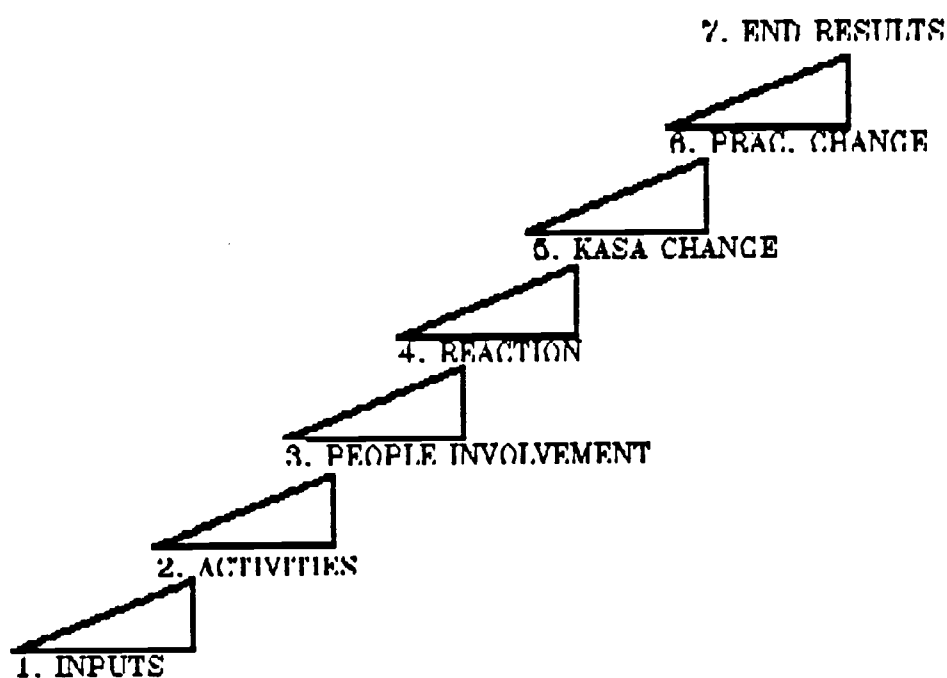 7. END RESULTS
6. PRAC. CHANGE
5. KASA CHANGE
4. REACTION
3. PEOPLE INVOLVEMENT
2. ACTIVITIES
1. INPUTS